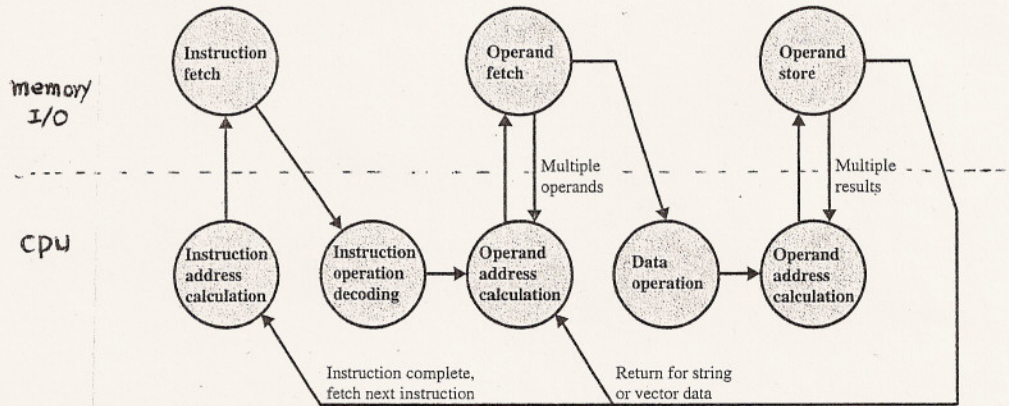 Instruction
fetch
Operand
fetch
Operand
store
memory
I/O
Multiple
operands
Multiple
results
CPU
Instruction
address
calculation
Instruction
operation
decoding
Operand
address
calculation
Data
operation
Operand
address
calculation
Instruction complete,
fetch next instruction
Return for string
or vector data